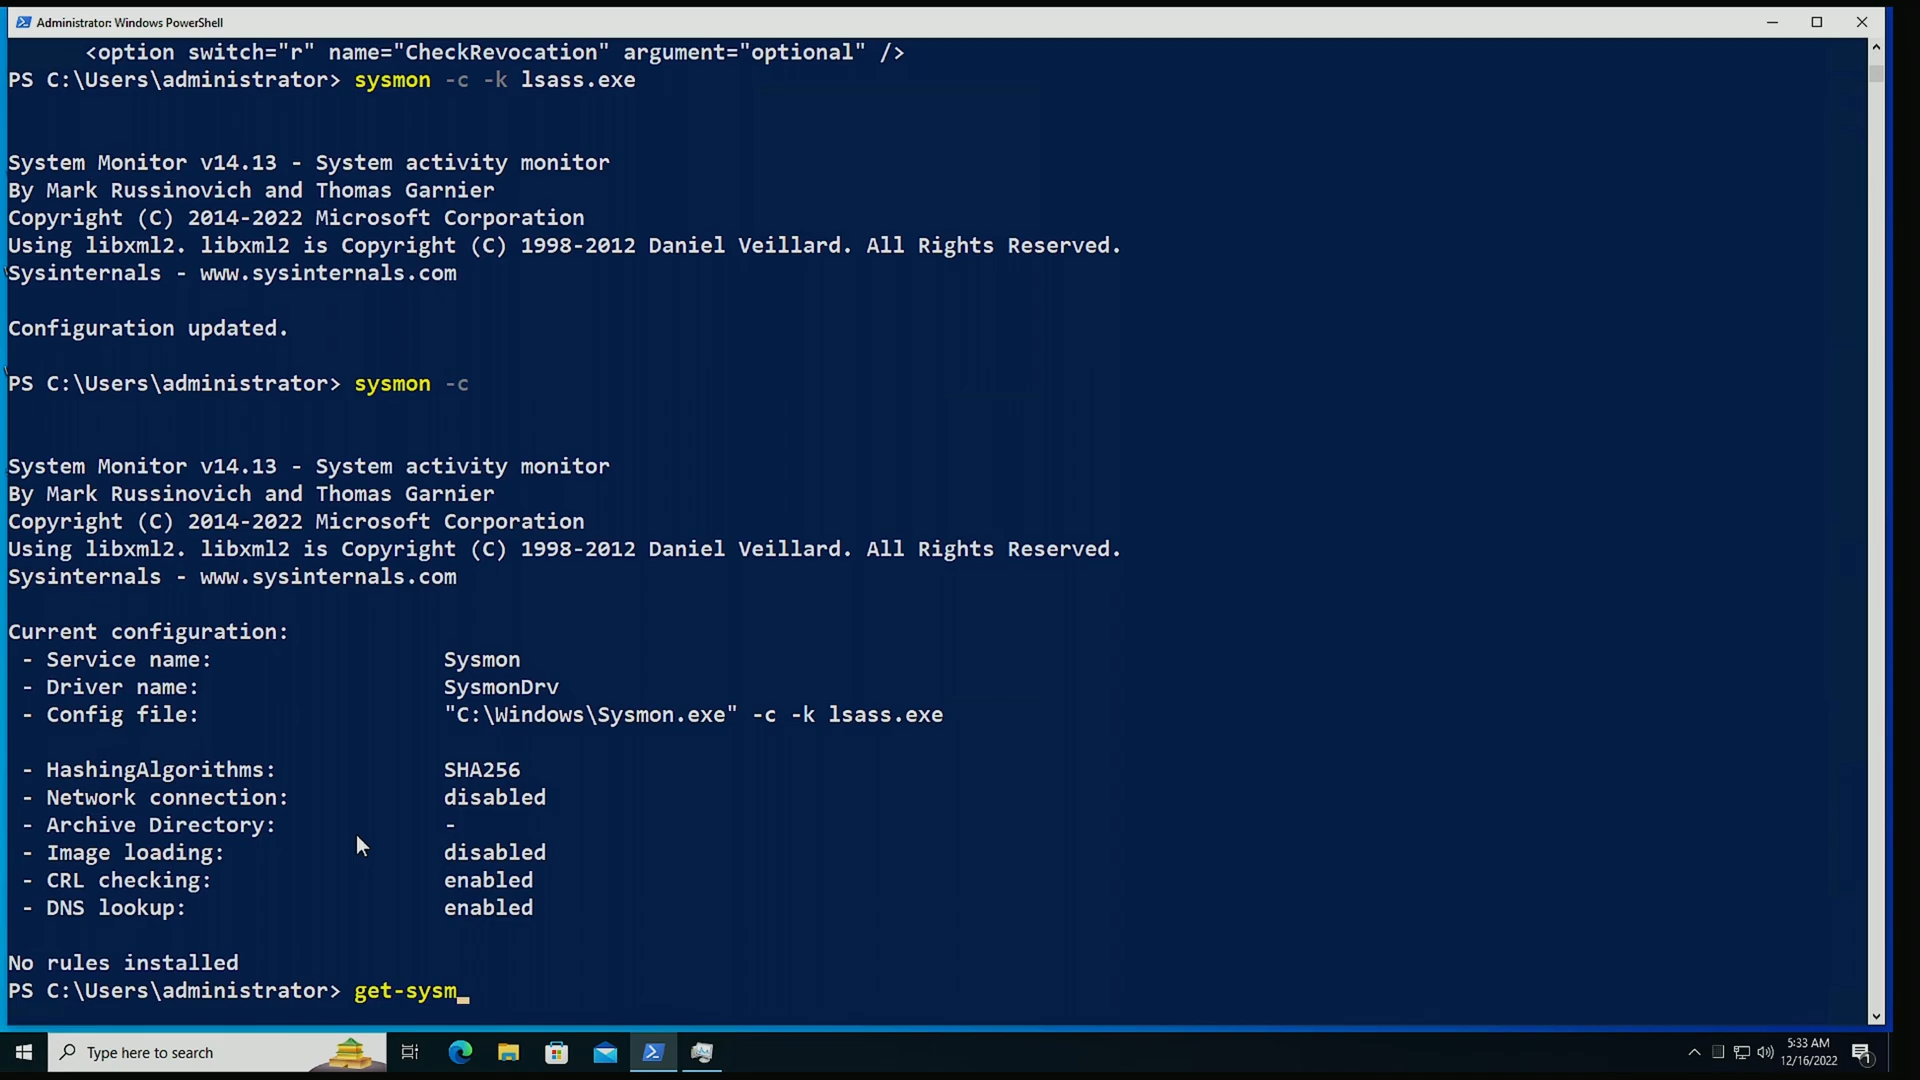 Administrator: Windows PowerShell
<option switch="r" name="CheckRevocation" argument="optional" />
PS C:\Users\administrator> sysmon -c -k lsass.exe
System Monitor v14.13 - System activity monitor
By Mark Russinovich and Thomas Garnier
Copyright (C) 2014-2022 Microsoft Corporation
Using libxml2. libxml2 is Copyright (C) 1998-2012 Daniel Veillard. All Rights Reserved.
Sysinternals - www.sysinternals.com
Configuration updated.
PS C:\Users\administrator> sysmon -c
System Monitor v14.13 - System activity monitor
By Mark Russinovich and Thomas Garnier
Copyright (C) 2014-2022 Microsoft Corporation
Using libxml2. libxml2 is Copyright (C) 1998-2012 Daniel Veillard. All Rights Reserved.
Sysinternals - www.sysinternals.com
Current configuration:
- Service name: Sysmon
- Driver name: SysmonDrv
- Config file: "C:\Windows\Sysmon.exe" -c -k lsass.exe
- HashingAlgorithms: SHA256
- Network connection: disabled
- Archive Directory: -
- Image loading: disabled
- CRL checking: enabled
- DNS lookup: enabled
No rules installed
PS C:\Users\administrator> get-sysm_
Type here to search
5:33 AM
12/16/2022
1